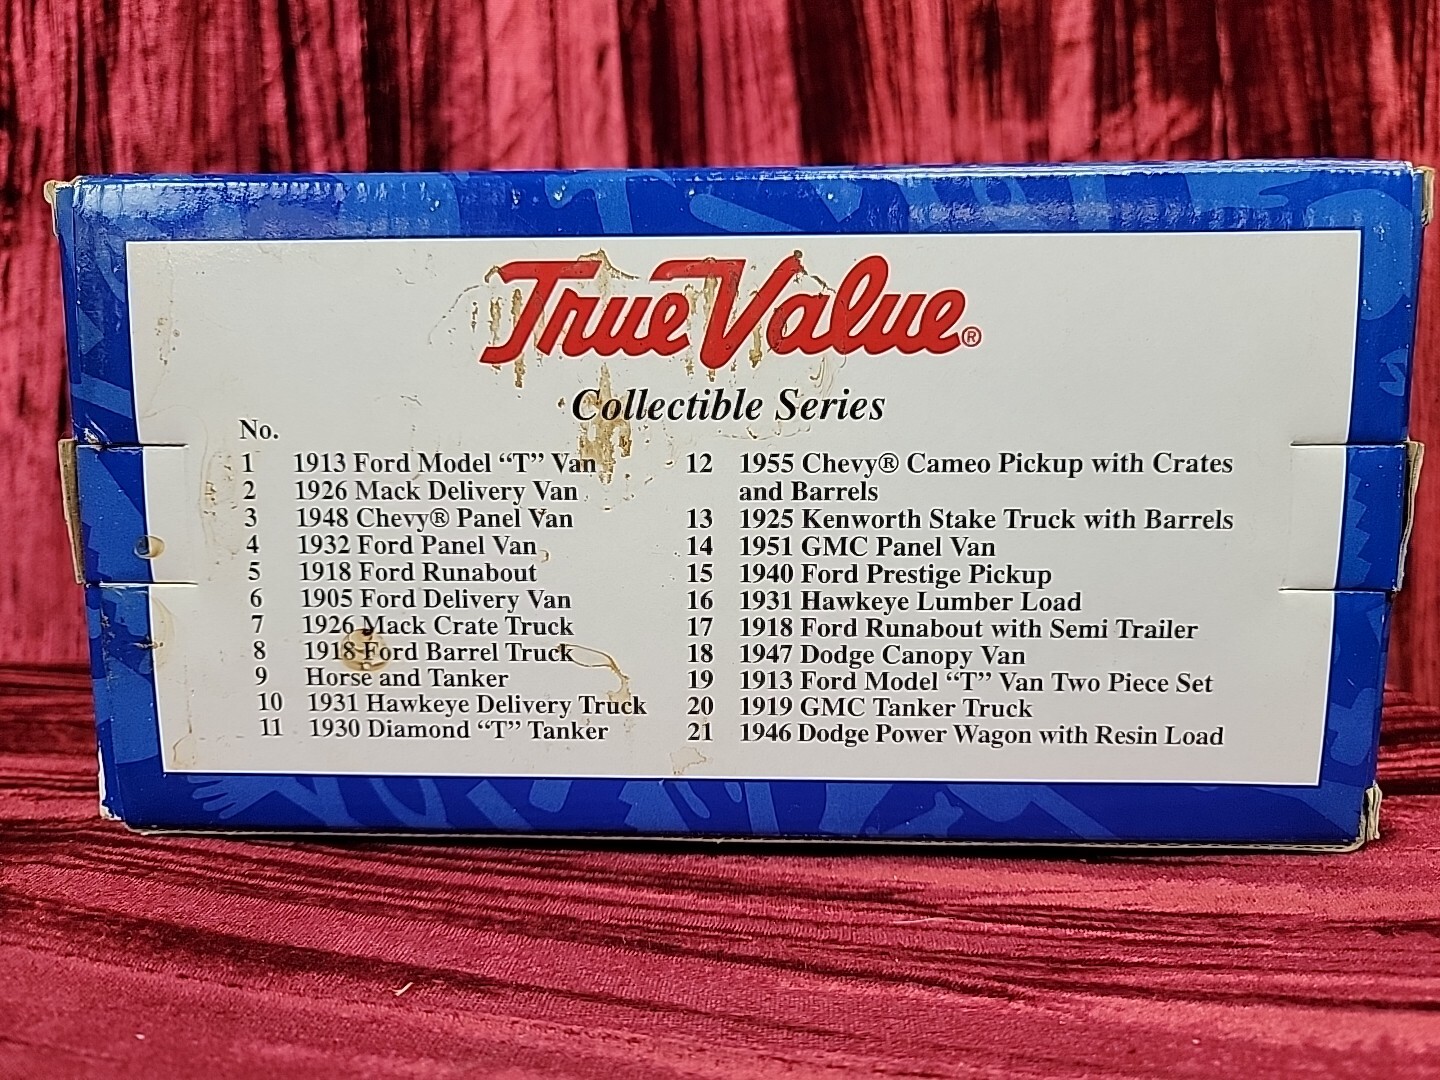 True Value®
Collectible Series
No.
1 1913 Ford Model “T” Van
2 1926 Mack Delivery Van
3 1948 Chevy® Panel Van
4 1932 Ford Panel Van
5 1918 Ford Runabout
6 1905 Ford Delivery Van
7 1926 Mack Crate Truck
8 1918 Ford Barrel Truck
9 Horse and Tanker
10 1931 Hawkeye Delivery Truck
11 1930 Diamond “T” Tanker
12 1955 Chevy® Cameo Pickup with Crates
and Barrels
13 1925 Kenworth Stake Truck with Barrels
14 1951 GMC Panel Van
15 1940 Ford Prestige Pickup
16 1931 Hawkeye Lumber Load
17 1918 Ford Runabout with Semi Trailer
18 1947 Dodge Canopy Van
19 1913 Ford Model “T” Van Two Piece Set
20 1919 GMC Tanker Truck
21 1946 Dodge Power Wagon with Resin Load